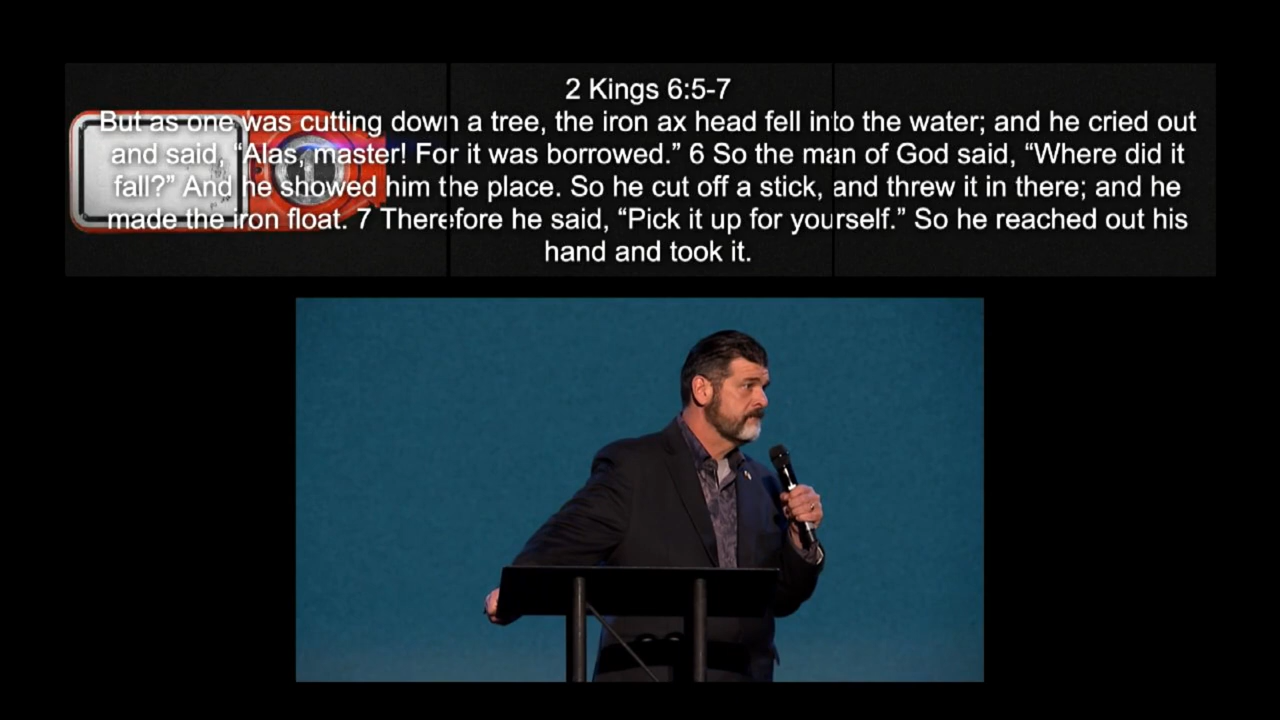 2 Kings 6:5-7
But as one was cutting down a tree, the iron ax head fell into the water; and he cried out
and said, “Alas, master! For it was borrowed.” 6 So the man of God said, “Where did it
fall?” And he showed him the place. So he cut off a stick, and threw it in there; and he
made the iron float. 7 Therefore he said, “Pick it up for yourself.” So he reached out his
hand and took it.